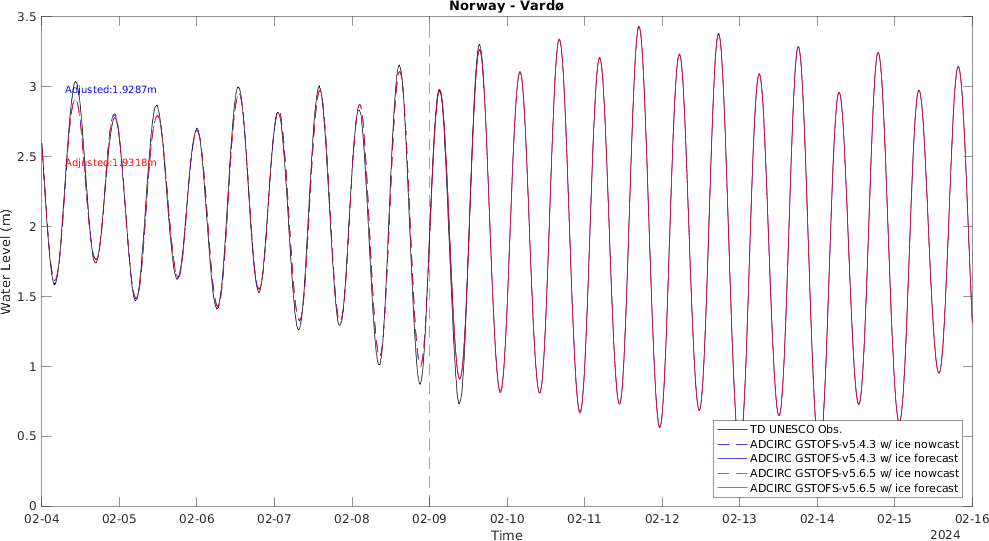 Norway - Vardø
3.5
3
2.5
2
1.5
1
0.5
0
Water Level (m)
Adjusted:1.9287m
Adjusted:1.9318m
TD UNESCO Obs.
ADCIRC GSTOFS-v5.4.3 w/ ice nowcast
ADCIRC GSTOFS-v5.4.3 w/ ice forecast
ADCIRC GSTOFS-v5.6.5 w/ ice nowcast
ADCIRC GSTOFS-v5.6.5 w/ ice forecast
02-04 02-05 02-06 02-07 02-08 02-09 02-10 02-11 02-12 02-13 02-14 02-15 02-16
Time
2024